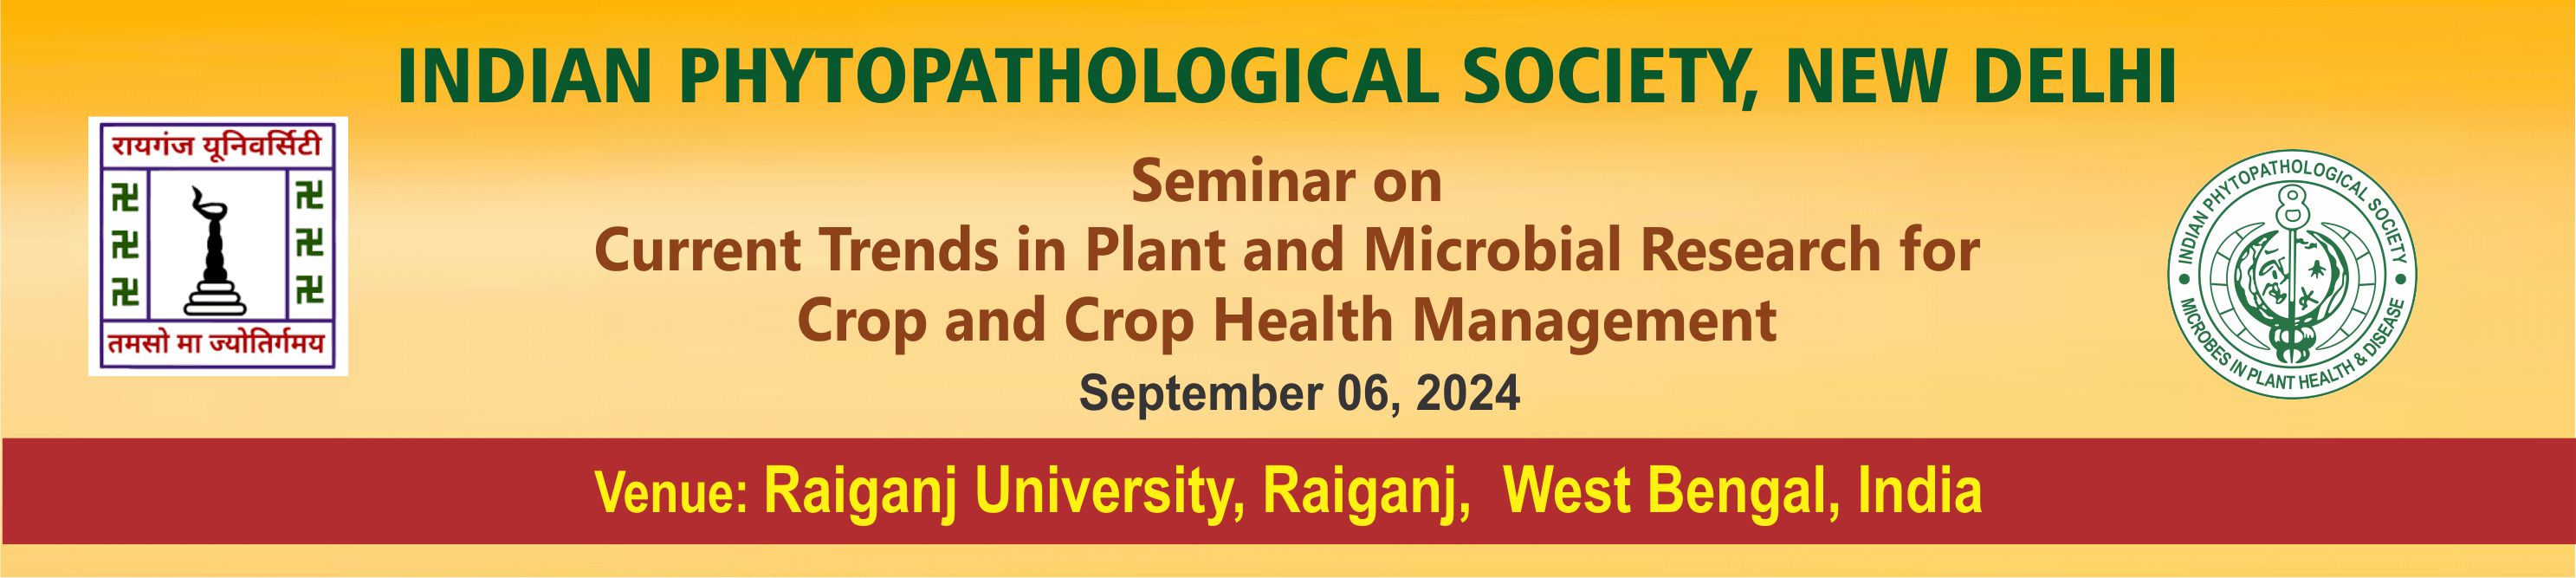 INDIAN PHYTOPATHOLOGICAL SOCIETY, NEW DELHI
रायगंज यूनिवर्सिटी
तमसो मा ज्योतिर्गमय
Seminar on
Current Trends in Plant and Microbial Research for
Crop and Crop Health Management
September 06, 2024
INDIAN PHYTOPATHOLOGICAL SOCIETY
MICROBES IN PLANT HEALTH & DISEASE
Venue: Raiganj University, Raiganj, West Bengal, India